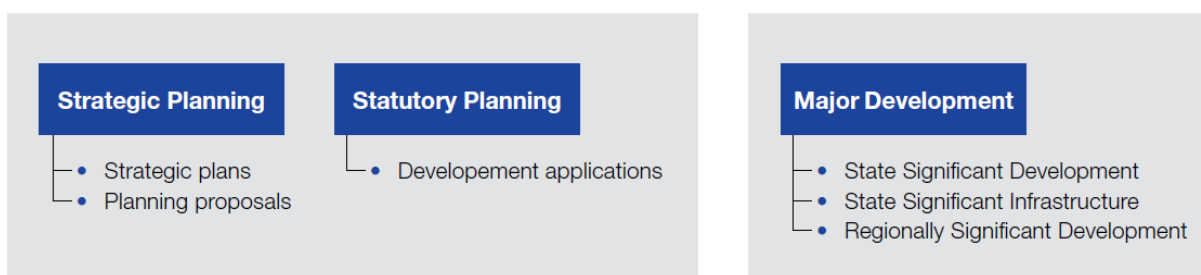 Strategic Planning
Strategic plans
Planning proposals
Statutory Planning
Developement applications
Major Development
State Significant Development
State Significant Infrastructure
Regionally Significant Development